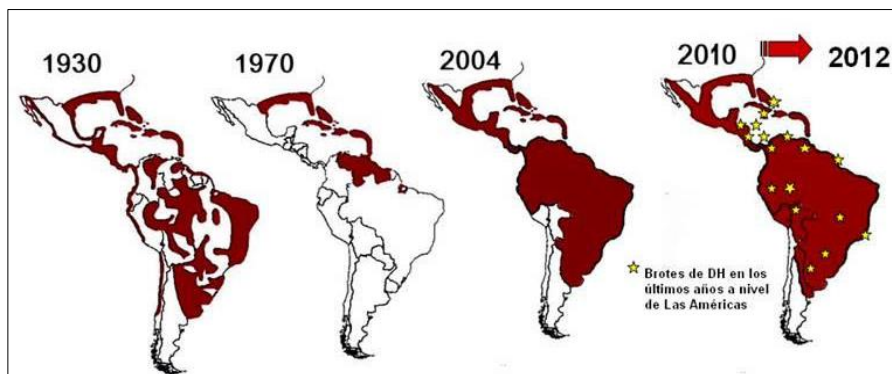 1930
1970
2004
2010
2012
Brotes de DH en los
últimos años a nivel
de Las Américas